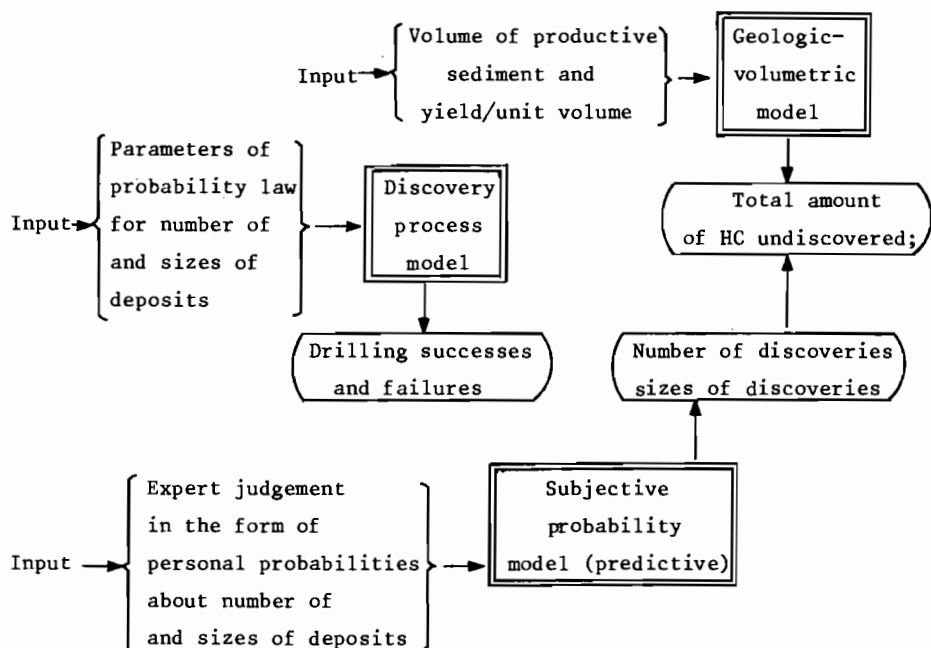 Input
Volume of productive
sediment and
yield/unit volume
Geologic-
volumetric
model
Input
Parameters of
probability law
for number of
and sizes of
deposits
Discovery
process
model
Total amount
of HC undiscovered;
Drilling successes
and failures
Number of discoveries
sizes of discoveries
Input
Expert judgement
in the form of
personal probabilities
about number of
and sizes of deposits
Subjective
probability
model (predictive)